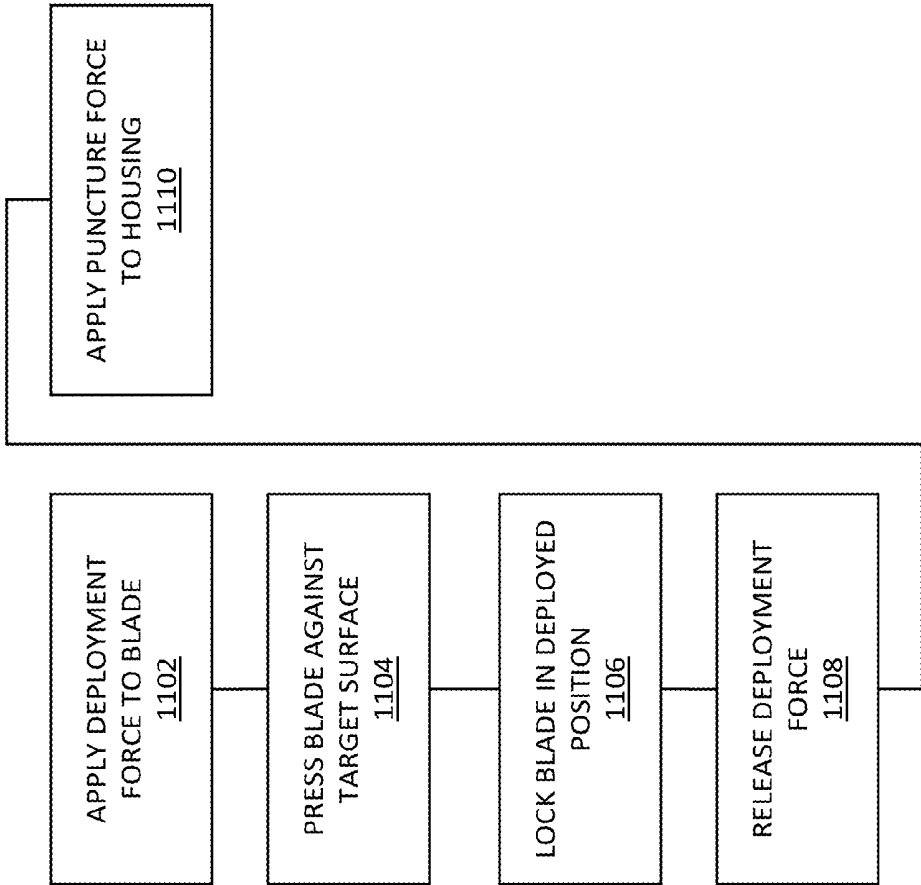 APPLY DEPLOYMENT
FORCE TO BLADE
1102
PRESS BLADE AGAINST
TARGET SURFACE
1104
LOCK BLADE IN DEPLOYED
POSITION
1106
RELEASE DEPLOYMENT
FORCE
1108
APPLY PUNCTURE FORCE
TO HOUSING
1110